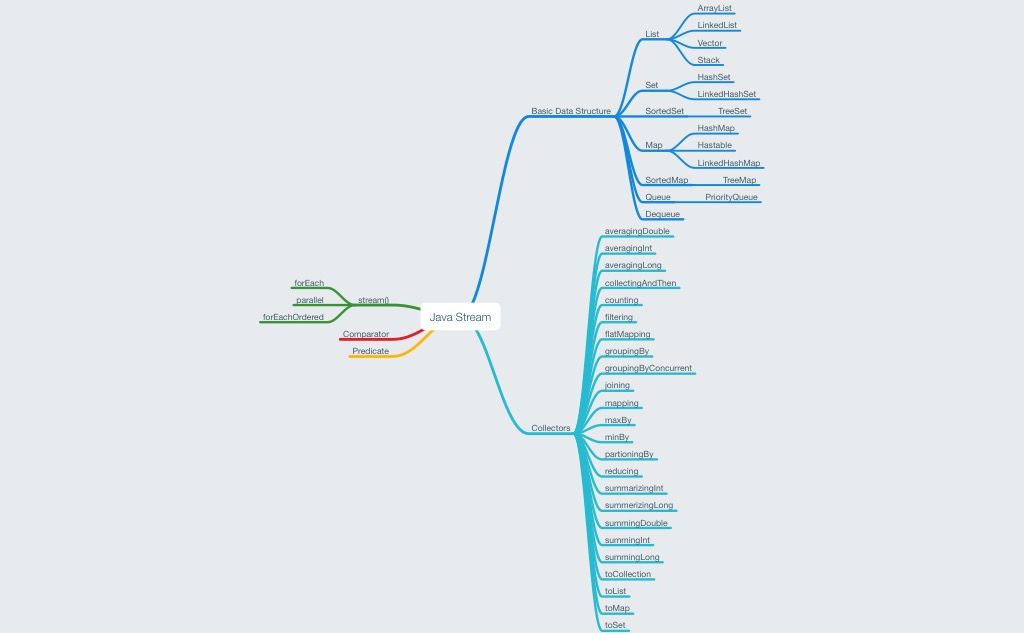 Java Stream
Basic Data Structure
List
ArrayList
LinkedList
Vector
Stack
Set
HashSet
LinkedHashSet
SortedSet
TreeSet
Map
HashMap
Hastable
LinkedHashMap
SortedMap
TreeMap
Queue
PriorityQueue
Dequeue
Collectors
averagingDouble
averagingInt
averagingLong
collectingAndThen
counting
filtering
flatMapping
groupingBy
groupingByConcurrent
joining
mapping
maxBy
minBy
partioningBy
reducing
summarizingInt
summerizingLong
summingDouble
summingInt
summingLong
toCollection
toList
toMap
toSet
stream()
forEach
parallel
forEachOrdered
Comparator
Predicate